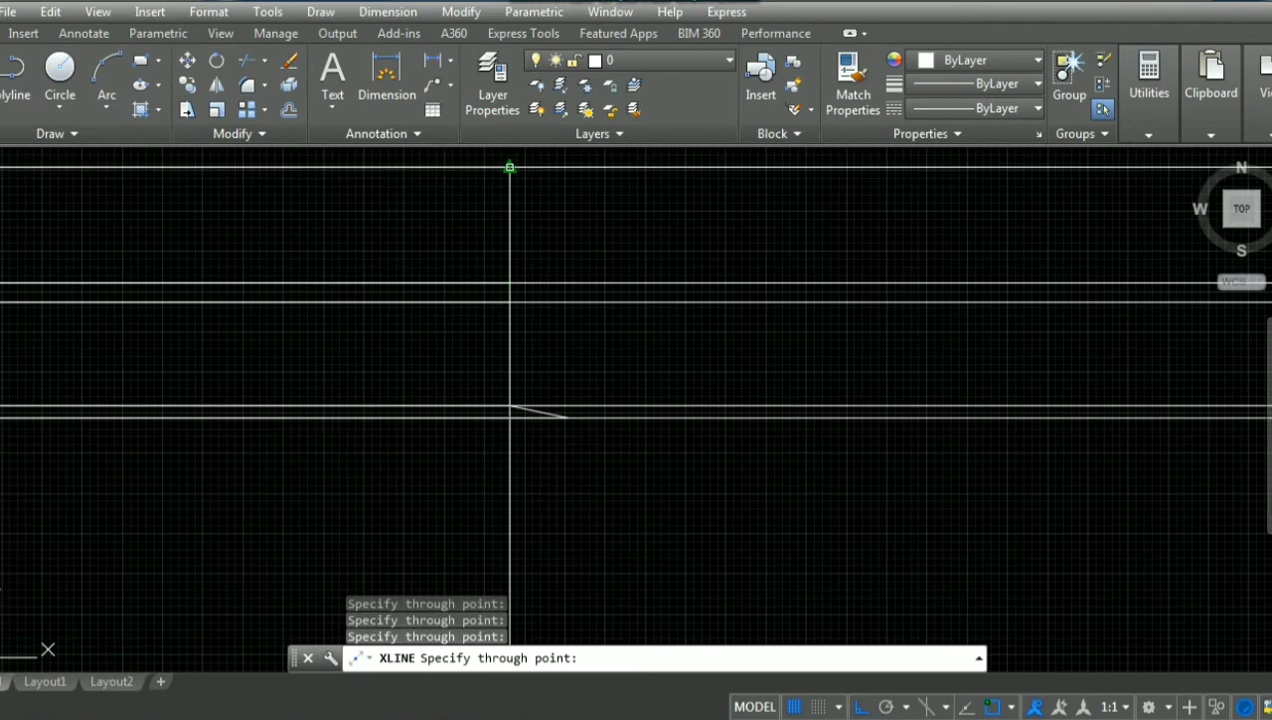 File Edit View Insert Format Tools Draw Dimension Modify Parametric Window Help Express
Insert Annotate Parametric View Manage Output Add-ins A360 Express Tools Featured Apps BIM 360 Performance
0 ByLayer
ByLayer
olyline Circle Arc Text Dimension Layer Properties Insert Match Properties ByLayer Group Utilities Clipboard Vi
Draw Modify Annotation Layers Block Properties Groups
N
W TOP
S
WCS
Specify through point:
Specify through point:
Specify through point:
X XLINE Specify through point:
Layout1 Layout2 +
MODEL 1:1